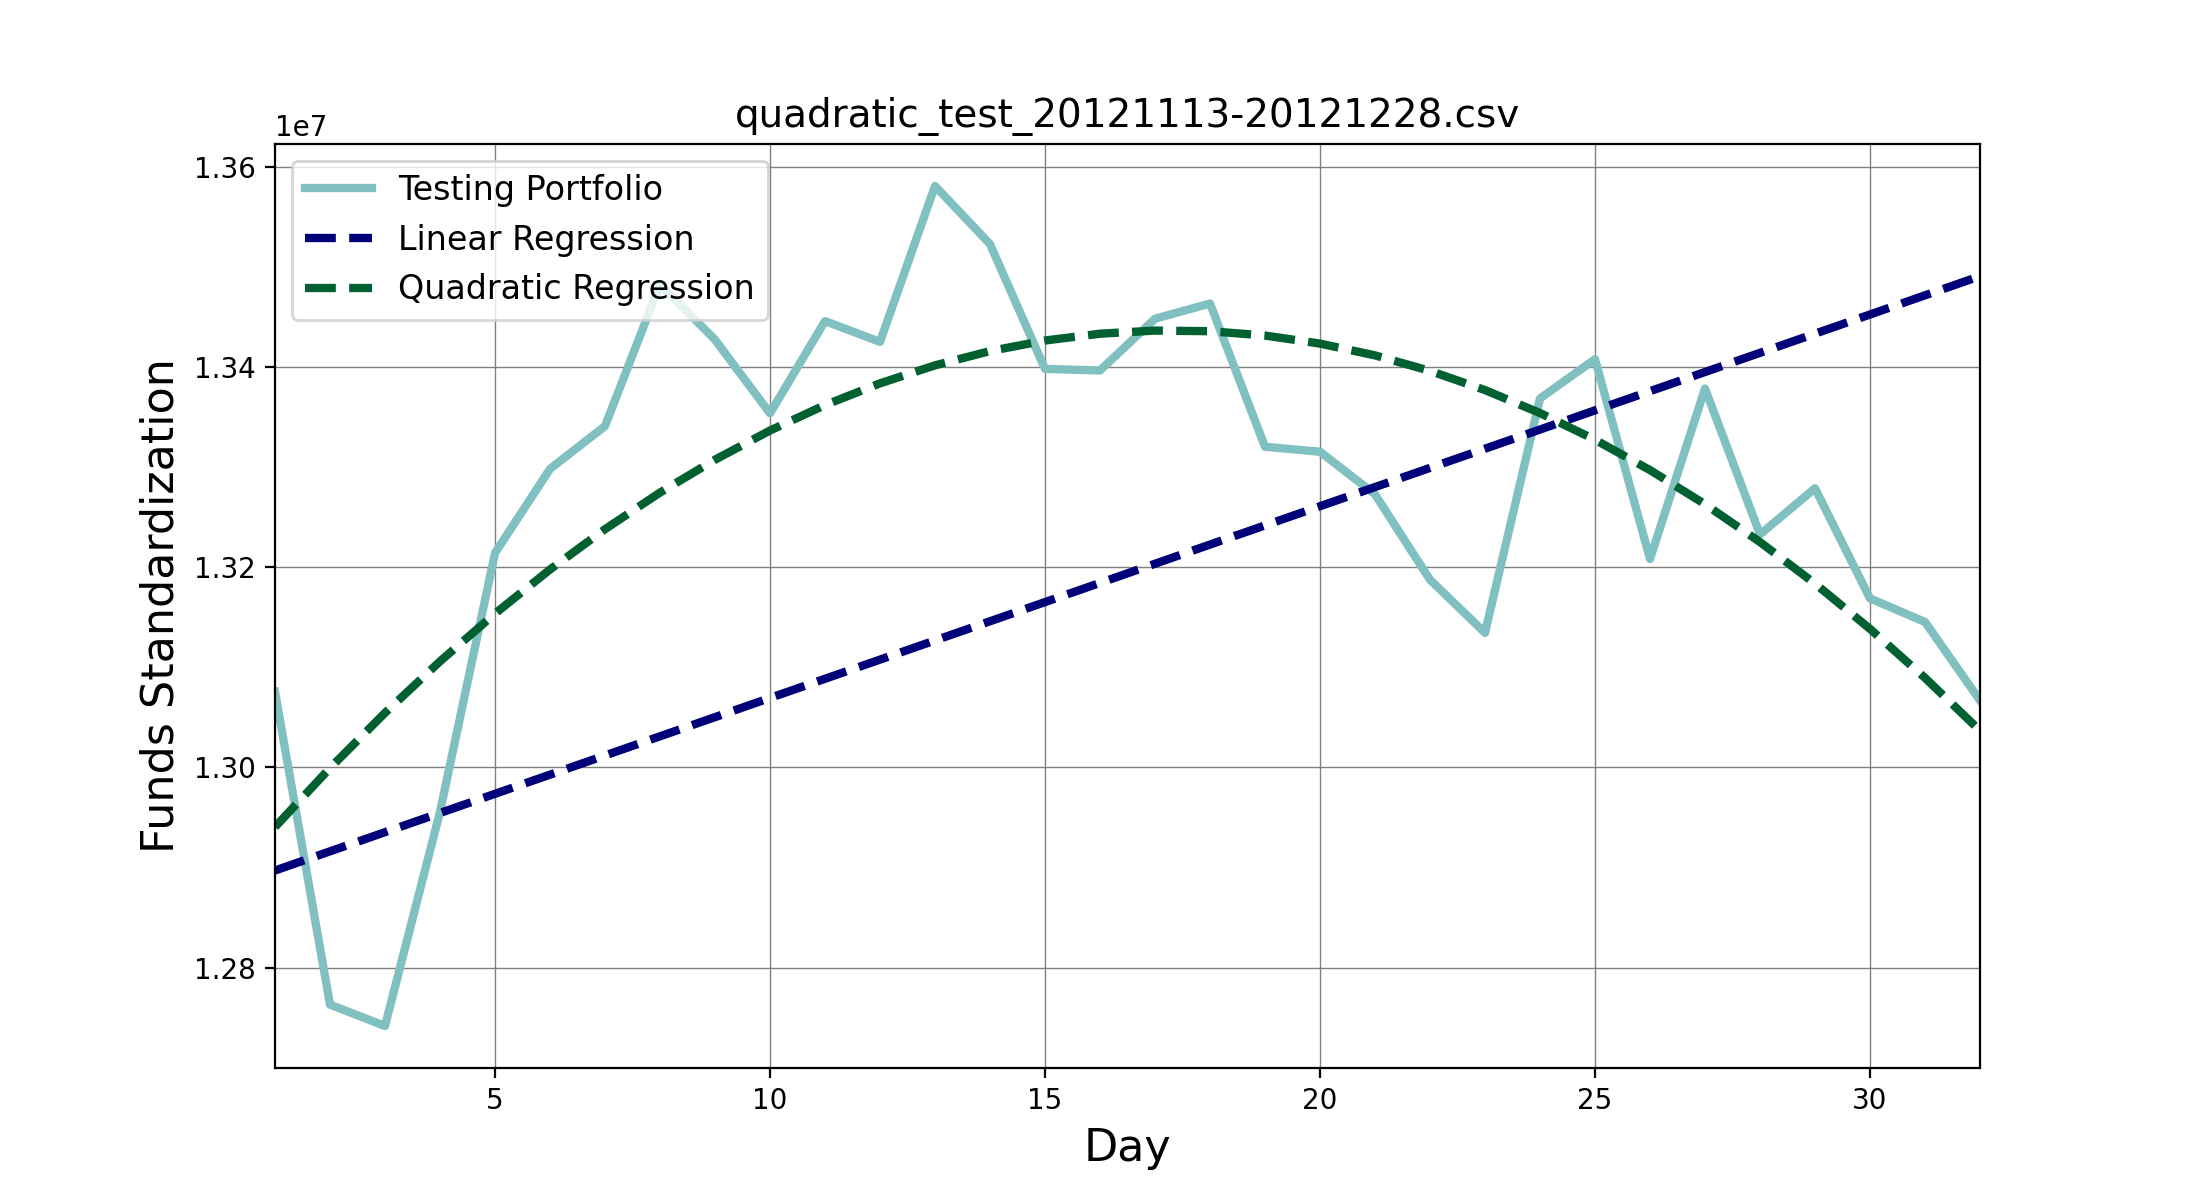 quadratic_test_20121113-20121228.csv
1e7
Testing Portfolio
Linear Regression
Quadratic Regression
1.36
1.34
1.32
1.30
1.28
Funds Standardization
5 10 15 20 25 30
Day